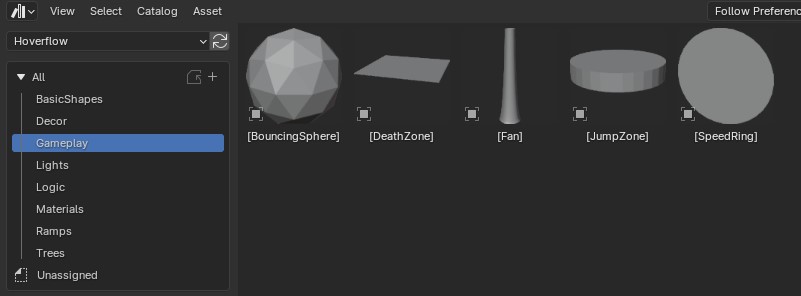 View Select Catalog Asset Follow Preferenc
Hoverflow
All
BasicShapes
Decor
Gameplay
Lights
Logic
Materials
Ramps
Trees
Unassigned
[BouncingSphere] [DeathZone] [Fan] [JumpZone] [SpeedRing]